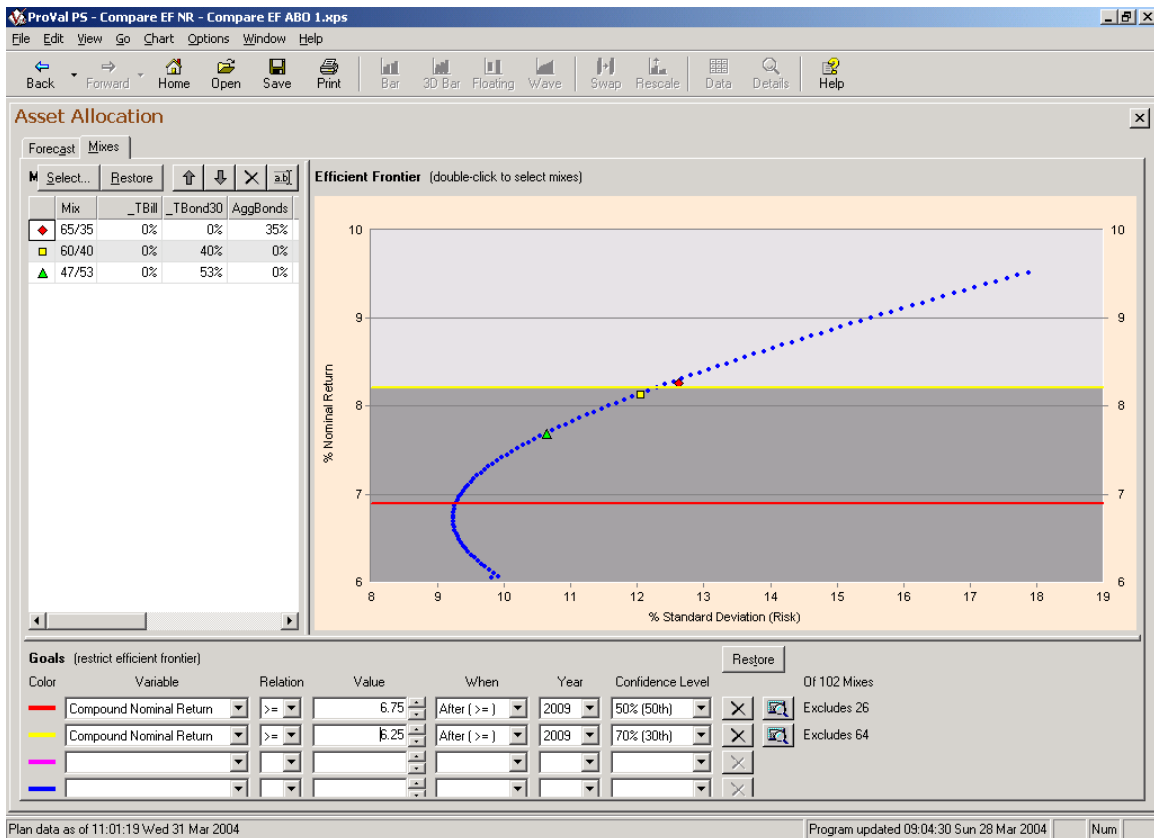 ProVal PS - Compare EF NR - Compare EF ABO 1.xps
File Edit View Go Chart Options Window Help
Back Forward Home Open Save Print Bar 3D Bar Floating Wave Swap Rescale Data Details Help
Asset Allocation
Forecast Mixes
M Select... Restore a.b
Mix _TBill _TBond30 AggBonds
65/35 0% 0% 35%
60/40 0% 40% 0%
47/53 0% 53% 0%
Efficient Frontier (double-click to select mixes)
10 10
9 9
8 8
7 7
6 6
% Nominal Return
8 9 10 11 12 13 14 15 16 17 18 19
% Standard Deviation (Risk)
Goals (restrict efficient frontier) Restore
Color Variable Relation Value When Year Confidence Level Of 102 Mixes
Compound Nominal Return >= 6.75 After ( >= ) 2009 50% (50th) Excludes 26
Compound Nominal Return >= 6.25 After ( >= ) 2009 70% (30th) Excludes 64
Plan data as of 11:01:19 Wed 31 Mar 2004 Program updated 09:04:30 Sun 28 Mar 2004 Num